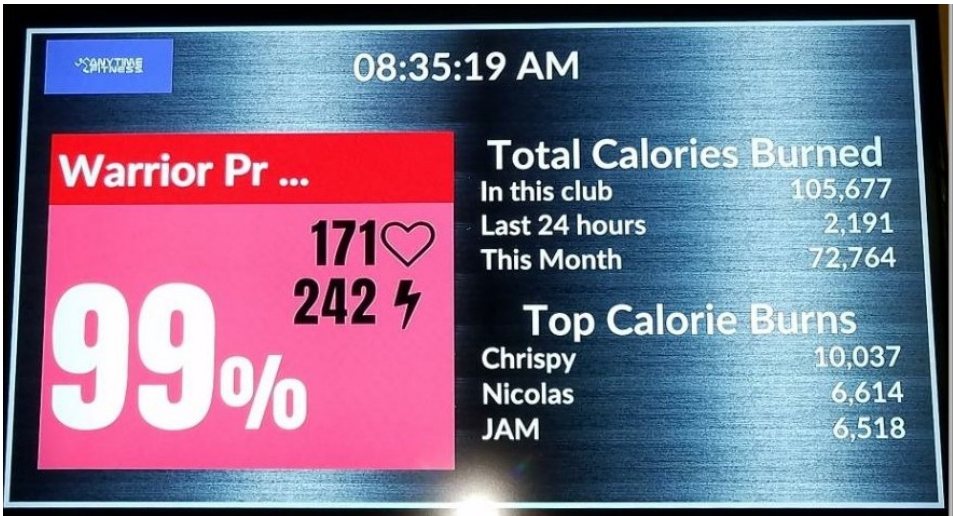 ANYTIME
FITNESS
08:35:19 AM
Warrior Pr ...
171
242
99%
Total Calories Burned
In this club 105,677
Last 24 hours 2,191
This Month 72,764
Top Calorie Burns
Chrispy 10,037
Nicolas 6,614
JAM 6,518